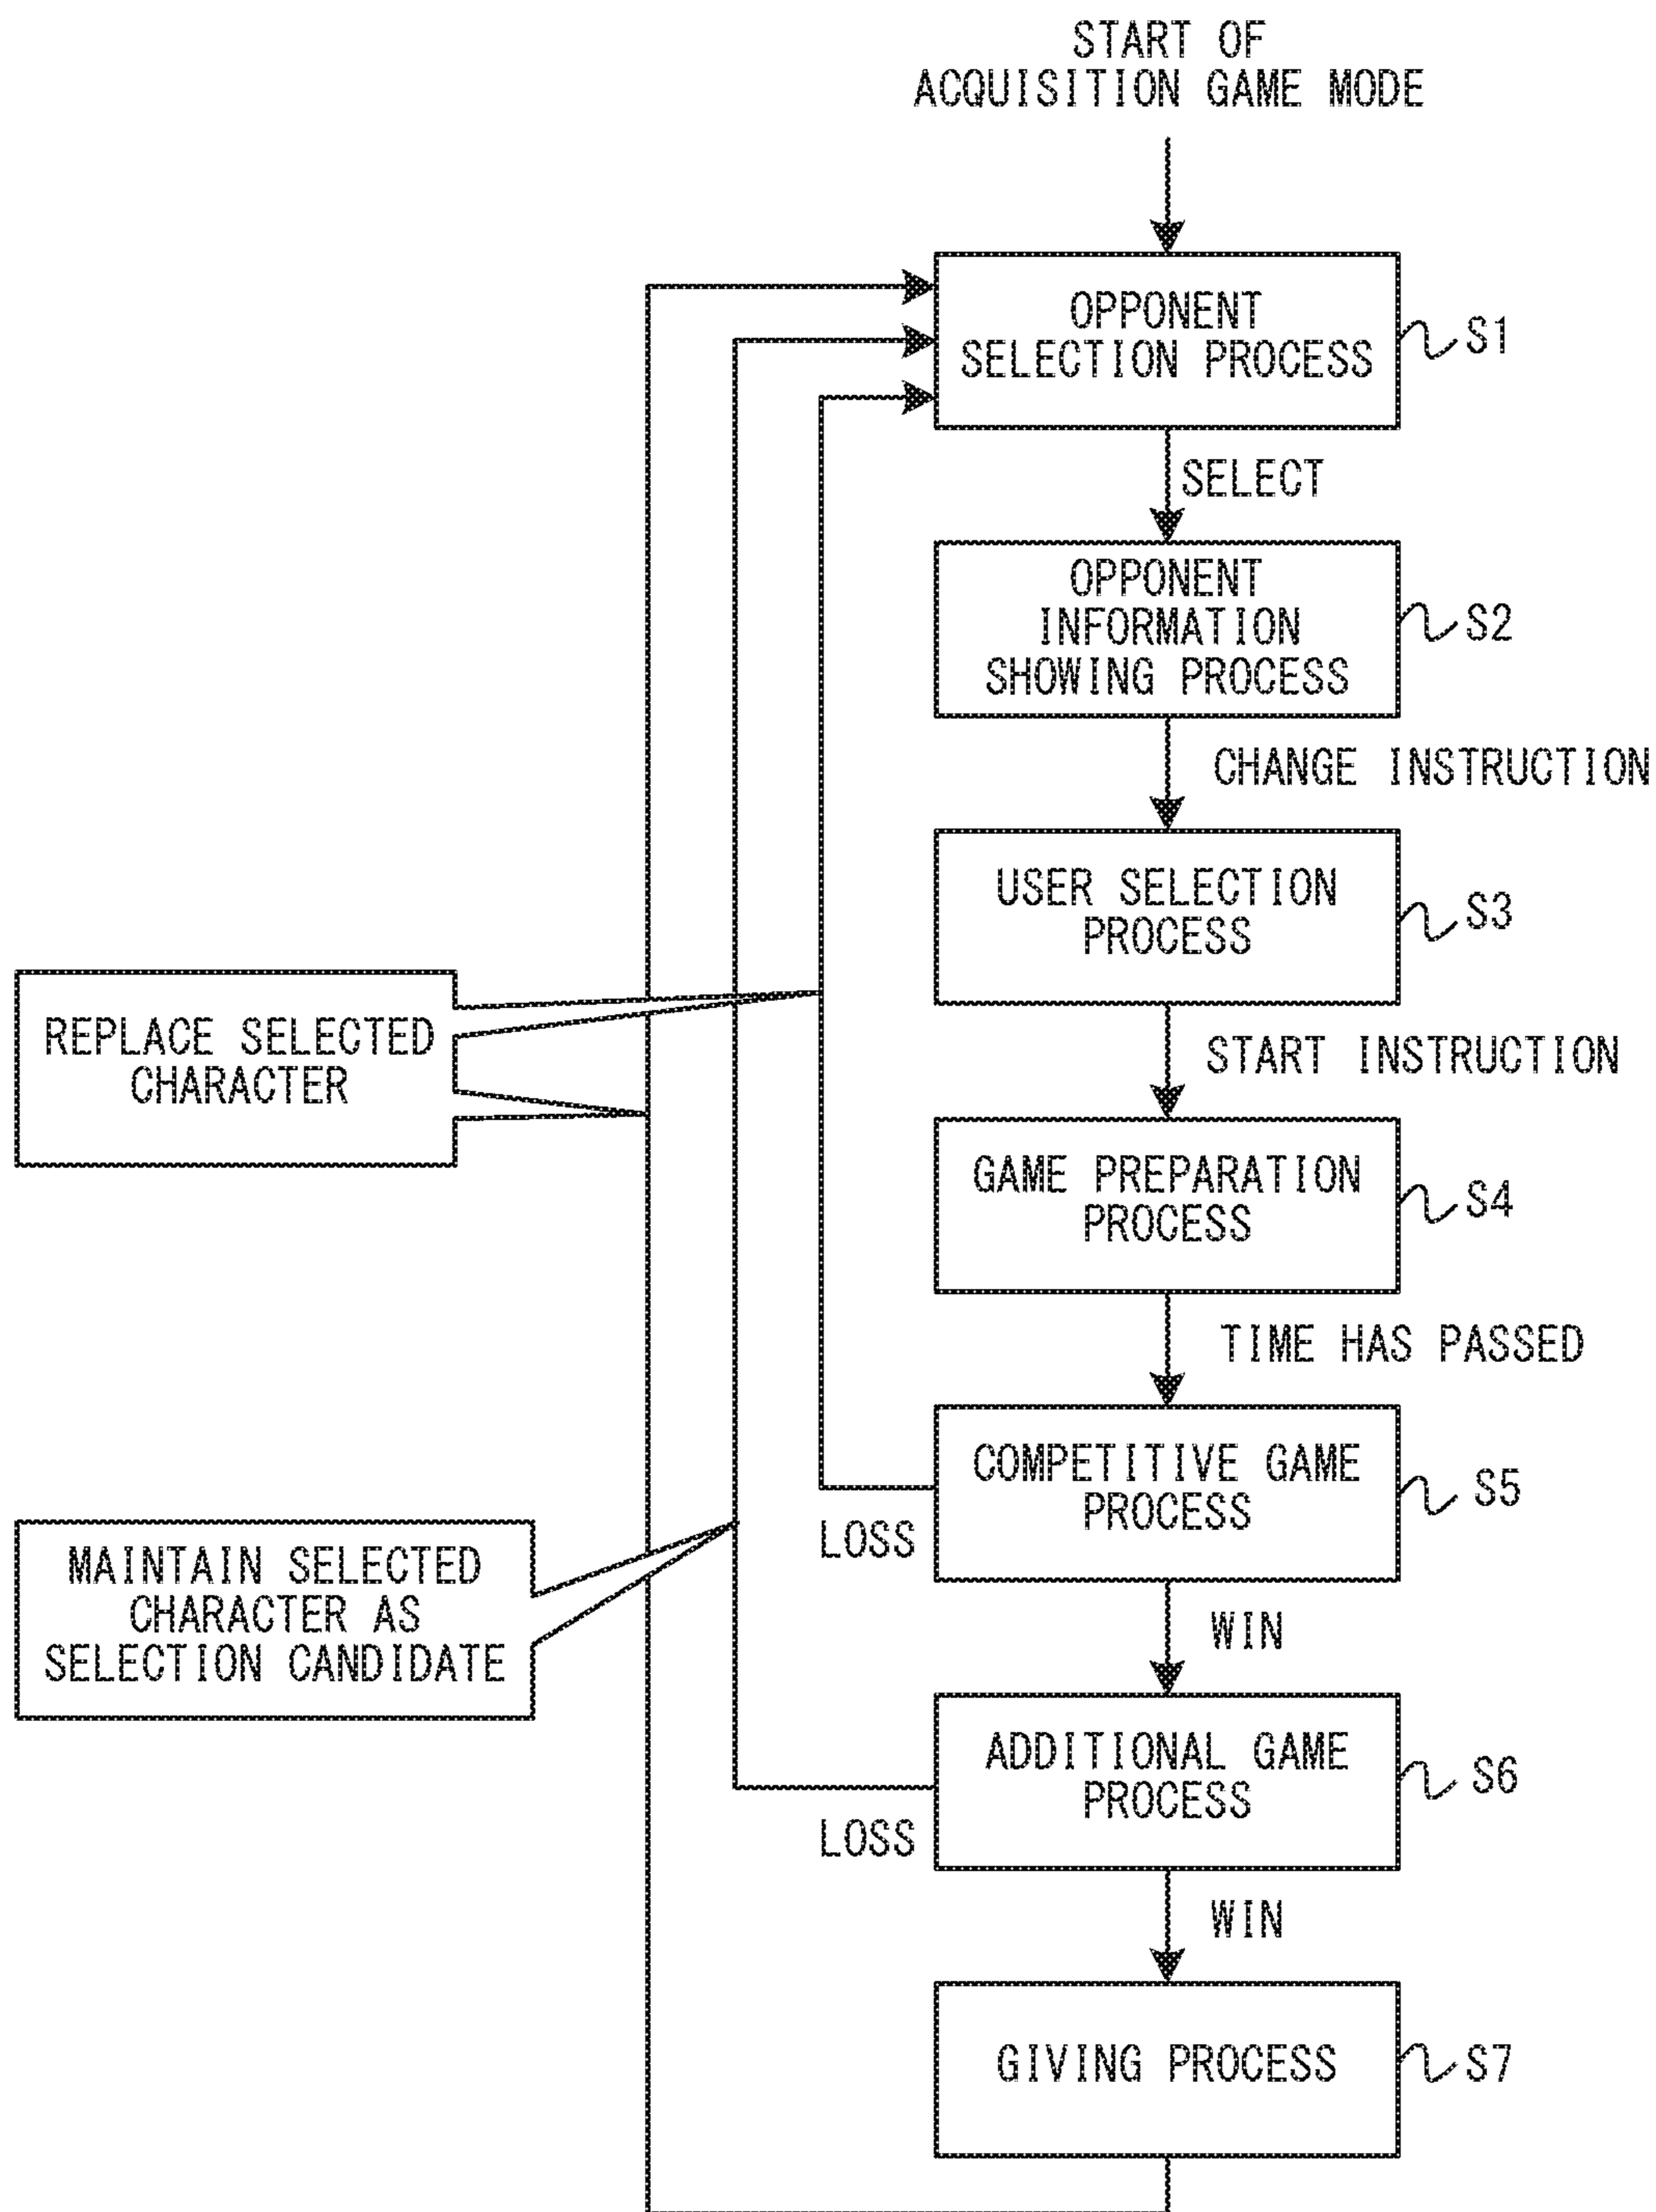 START OF
ACQUISITION GAME MODE
OPPONENT
SELECTION PROCESS
S1
SELECT
OPPONENT
INFORMATION
SHOWING PROCESS
S2
CHANGE INSTRUCTION
USER SELECTION
PROCESS
S3
REPLACE SELECTED
CHARACTER
START INSTRUCTION
GAME PREPARATION
PROCESS
S4
TIME HAS PASSED
COMPETITIVE GAME
PROCESS
S5
LOSS
MAINTAIN SELECTED
CHARACTER AS
SELECTION CANDIDATE
WIN
ADDITIONAL GAME
PROCESS
S6
LOSS
WIN
GIVING PROCESS
S7